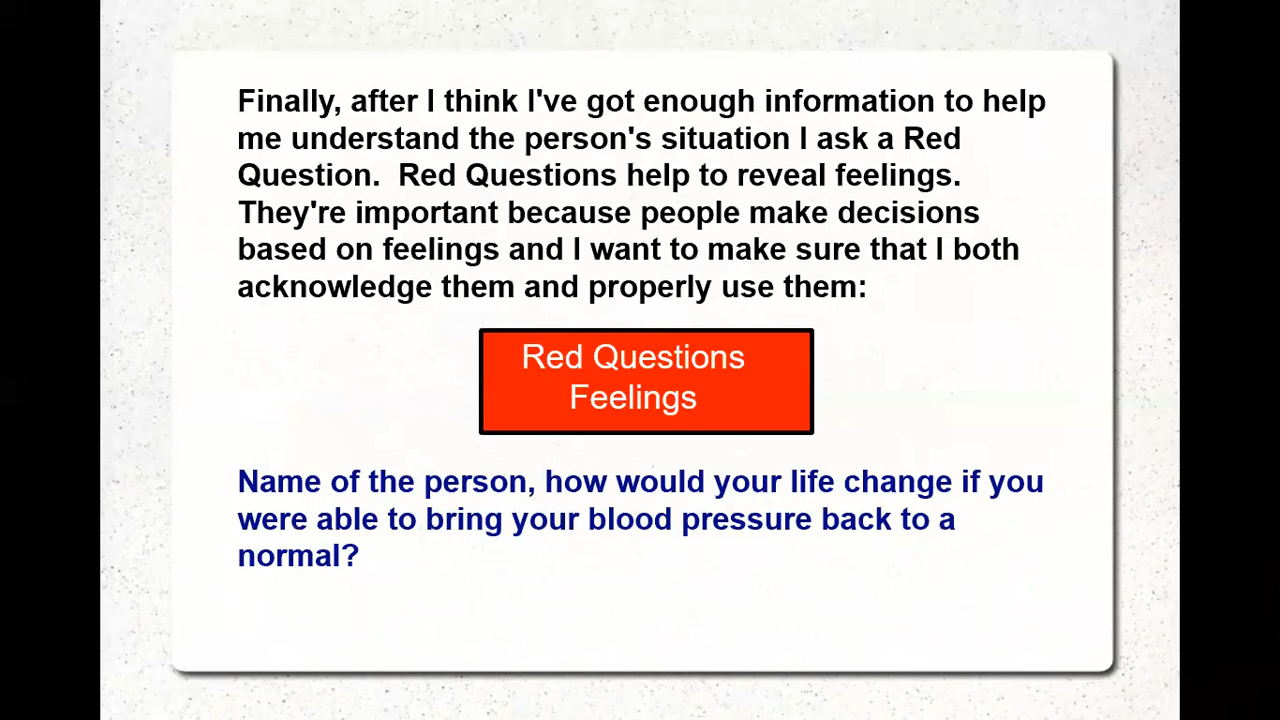 Finally, after I think I've got enough information to help
me understand the person's situation I ask a Red
Question.  Red Questions help to reveal feelings.
They're important because people make decisions
based on feelings and I want to make sure that I both
acknowledge them and properly use them:
Red Questions
Feelings
Name of the person, how would your life change if you
were able to bring your blood pressure back to a
normal?